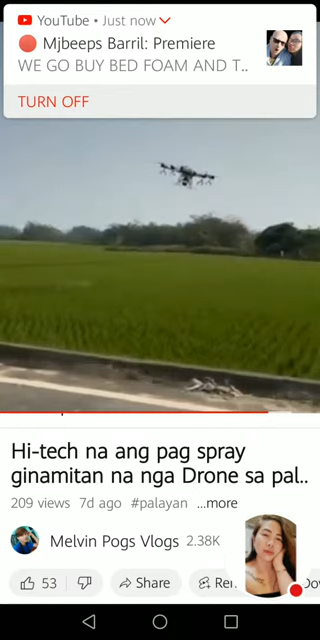 YouTube • Just now
Mjbeeps Barril: Premiere
WE GO BUY BED FOAM AND T..
TURN OFF
Hi-tech na ang pag spray
ginamitan na nga Drone sa pal..
209 views 7d ago #palayan ...more
Melvin Pogs Vlogs 2.38K
53 Share